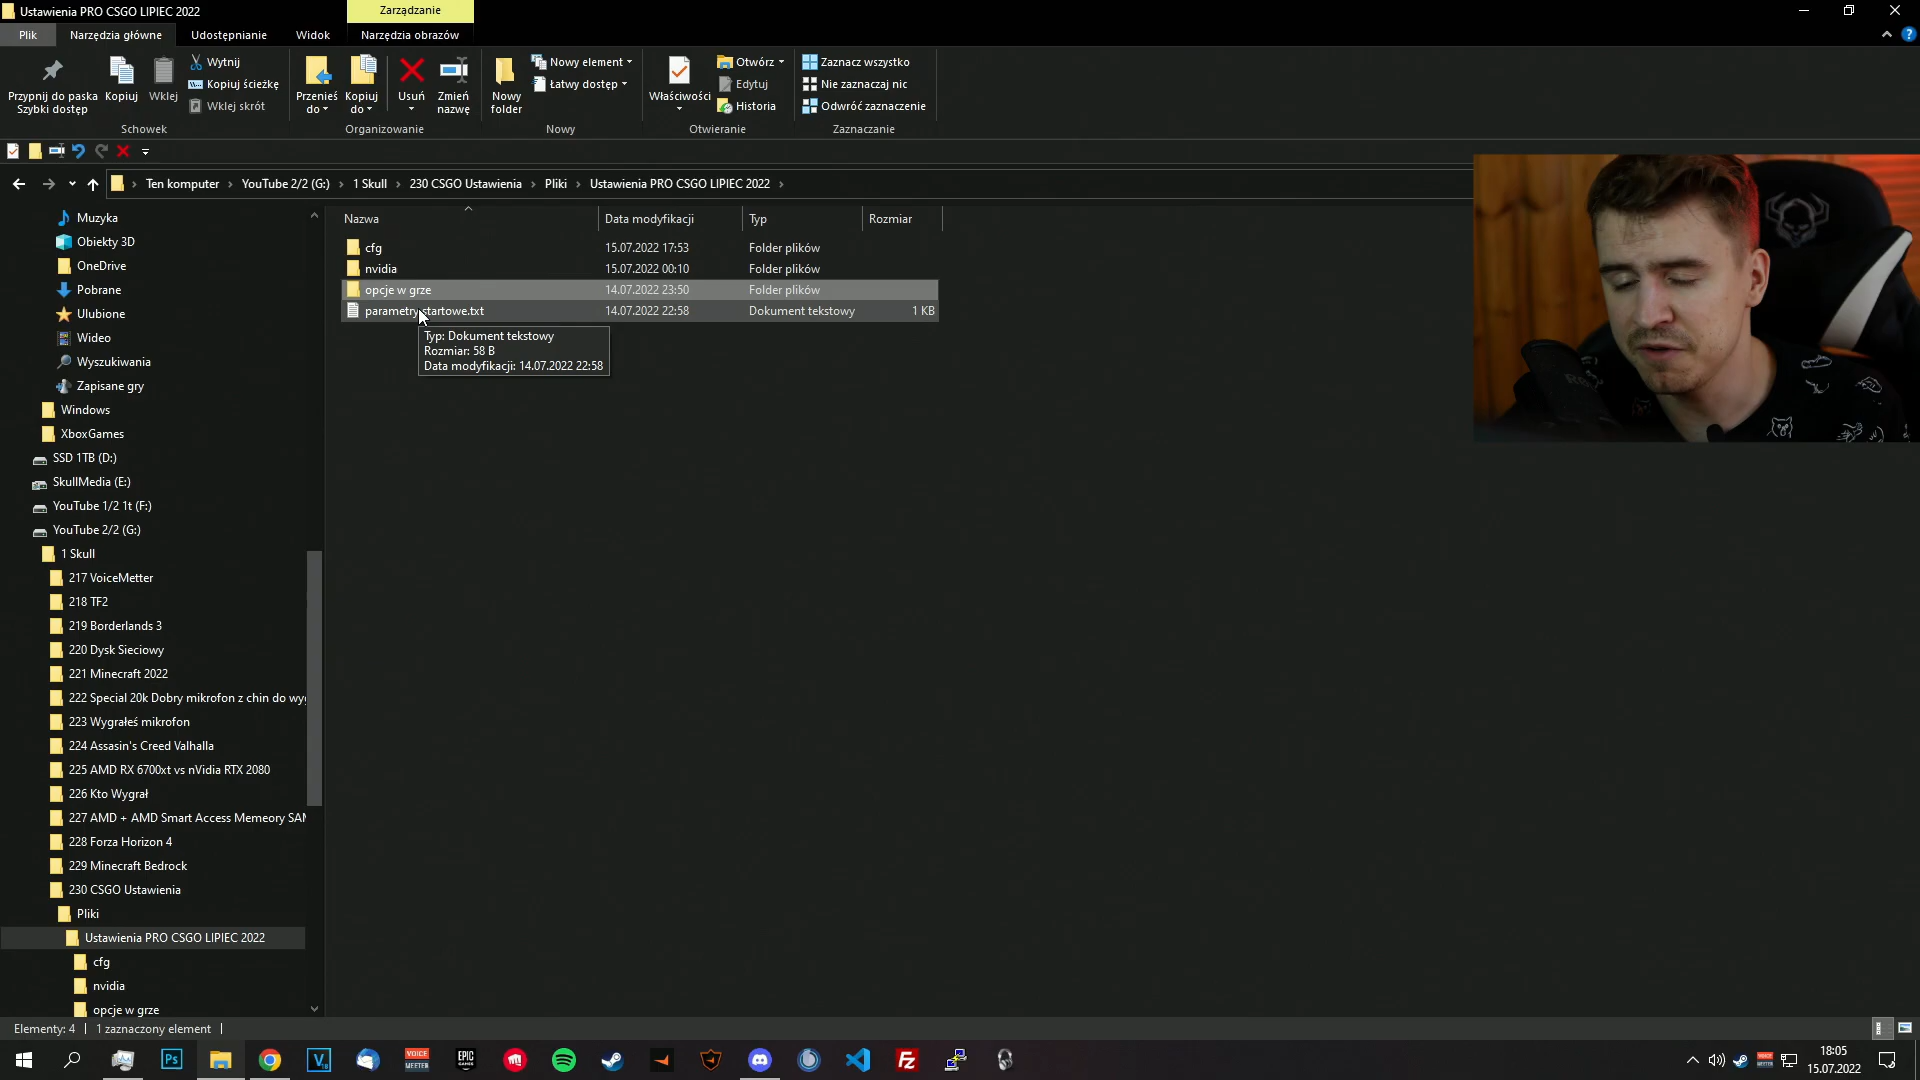 Ustawienia PRO CSGO LIPIEC 2022
Zarządzanie
Plik
Narzędzia główne
Udostępnianie
Widok
Narzędzia obrazów
Przypnij do paska Szybki dostęp
Kopiuj
Wklej
Wytnij
Kopiuj ścieżkę
Wklej skrót
Schowek
Przenieś do
Kopiuj do
Usuń
Zmień nazwę
Organizowanie
Nowy folder
Nowy element
Łatwy dostęp
Nowy
Właściwości
Otwórz
Edytuj
Historia
Otwieranie
Zaznacz wszystko
Nie zaznaczaj nic
Odwróć zaznaczenie
Zaznaczanie
Ten komputer › YouTube 2/2 (G:) › 1 Skull › 230 CSGO Ustawienia › Pliki › Ustawienia PRO CSGO LIPIEC 2022 ›
Nazwa Data modyfikacji Typ Rozmiar
cfg 15.07.2022 17:53 Folder plików
nvidia 15.07.2022 00:10 Folder plików
opcje w grze 14.07.2022 23:50 Folder plików
parametry startowe.txt 14.07.2022 22:58 Dokument tekstowy 1 KB
Typ: Dokument tekstowy
Rozmiar: 58 B
Data modyfikacji: 14.07.2022 22:58
Muzyka
Obiekty 3D
OneDrive
Pobrane
Ulubione
Wideo
Wyszukiwania
Zapisane gry
Windows
XboxGames
SSD 1TB (D:)
SkullMedia (E:)
YouTube 1/2 1t (F:)
YouTube 2/2 (G:)
1 Skull
217 VoiceMetter
218 TF2
219 Borderlands 3
220 Dysk Sieciowy
221 Minecraft 2022
222 Special 20k Dobry mikrofon z chin do wy
223 Wygrałeś mikrofon
224 Assasin's Creed Valhalla
225 AMD RX 6700xt vs nVidia RTX 2080
226 Kto Wygrał
227 AMD + AMD Smart Access Memeory SAM
228 Forza Horizon 4
229 Minecraft Bedrock
230 CSGO Ustawienia
Pliki
Ustawienia PRO CSGO LIPIEC 2022
cfg
nvidia
opcje w grze
Elementy: 4 1 zaznaczony element
Ps
VOICE MEETER
EPIC GAMES
18:05
15.07.2022